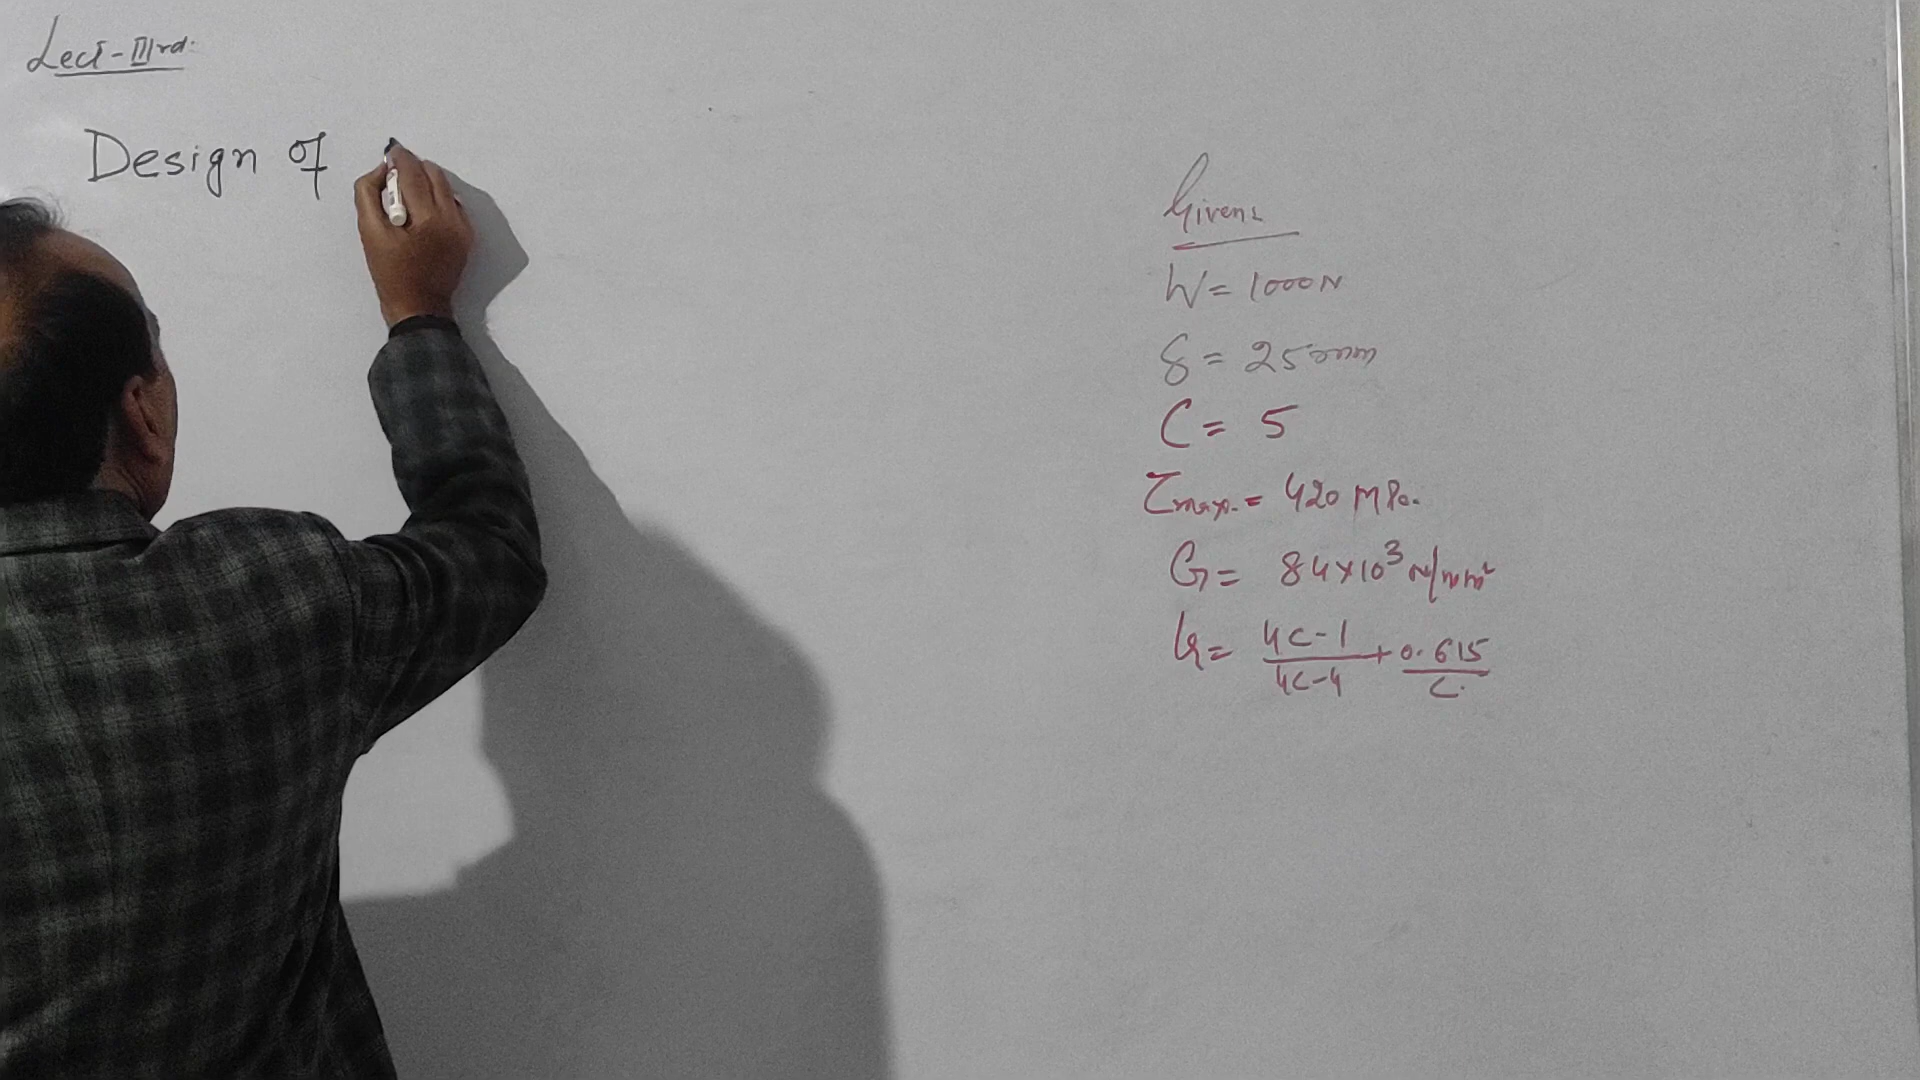 Lect-IIIrd.
Design of
Given:
W = 1000N
δ = 25mm
C = 5
τmax. = 420 MPa.
G = 84×10³ N/mm²
K = 4C-1/4C-4 + 0.615/C.